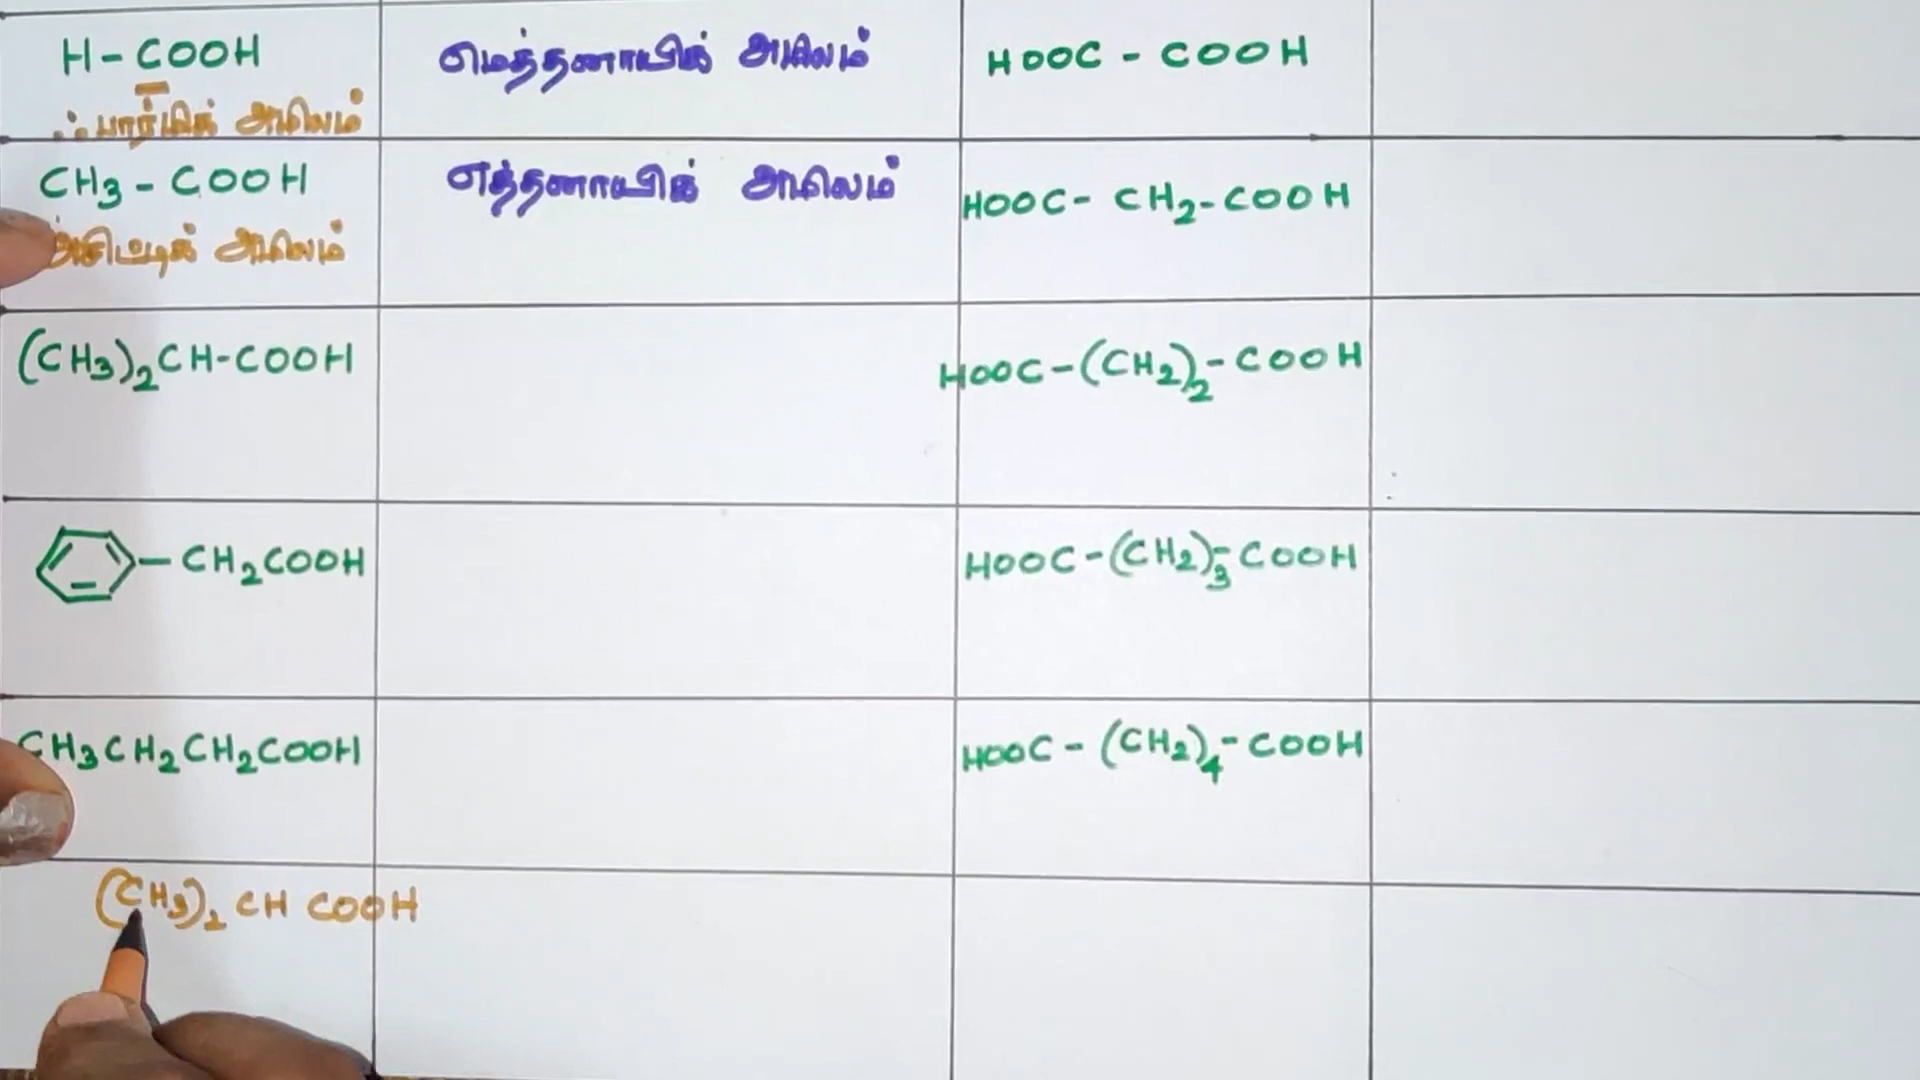 H-COOH மெத்தனாயிக் அமிலம் HOOC - COOH
ஃபார்மிக் அமிலம்
CH3 - COOH எத்தனாயிக் அமிலம் HOOC- CH2-COOH
அசிட்டிக் அமிலம்
(CH3)2CH-COOH HOOC-(CH2)2-COOH
-CH2COOH HOOC-(CH2)3-COOH
CH3CH2CH2COOH HOOC-(CH2)4-COOH
(CH3)2 CH COOH